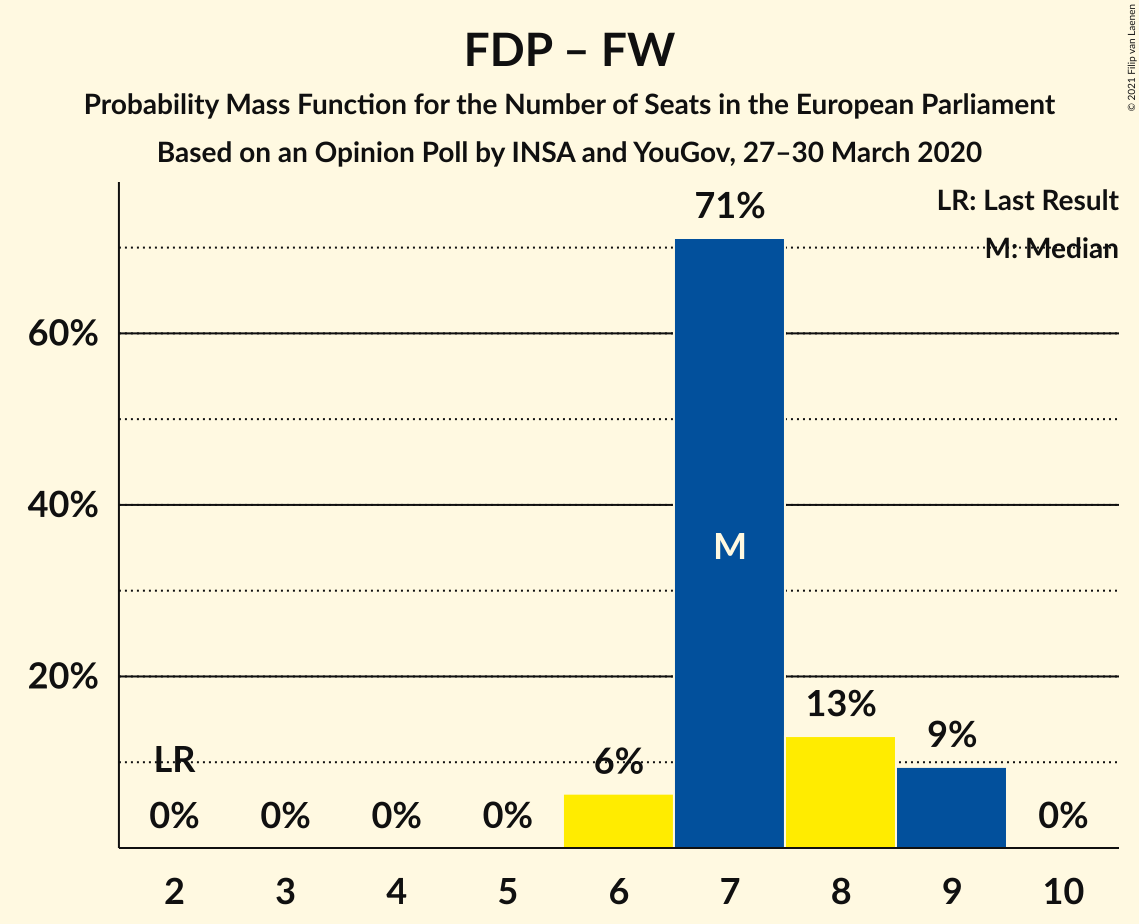 FDP – FW
Probability Mass Function for the Number of Seats in the European Parliament
Based on an Opinion Poll by INSA and YouGov, 27–30 March 2020
© 2021 Filip van Laenen
LR: Last Result
M: Median
71%
60%
40%
M
20%
13%
9%
LR
6%
0% 0% 0% 0% 0%
2 3 4 5 6 7 8 9 10